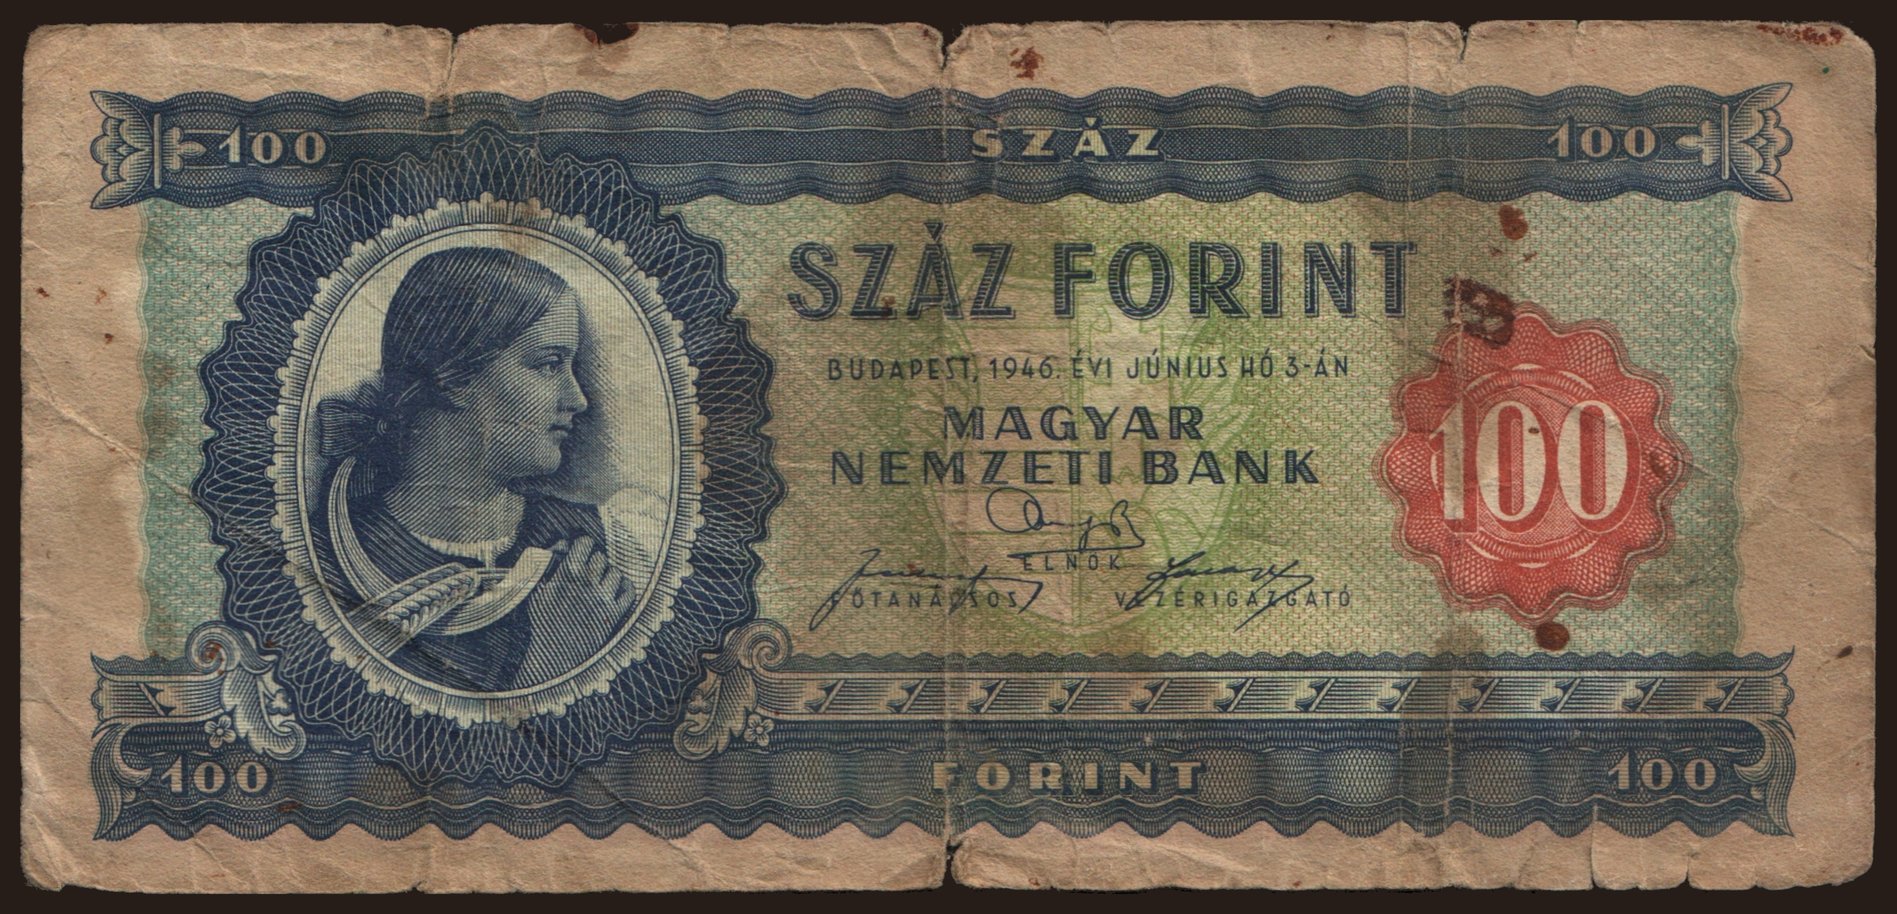 100 SZÁZ 100
SZÁZ FORINT
BUDAPEST, 1946. ÉVI JÚNIUS HÓ 3-ÁN
MAGYAR
NEMZETI BANK
100
ELNÖK
FŐTANÁCSOS VEZÉRIGAZGATÓ
100 FORINT 100